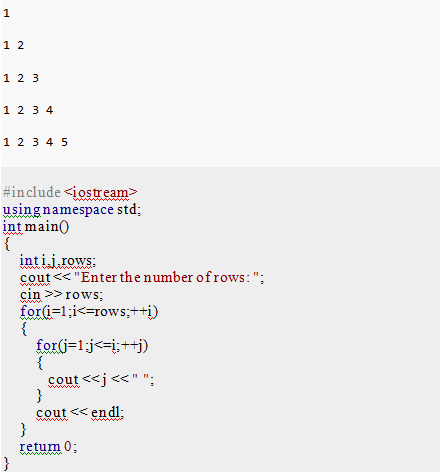 1
1 2
1 2 3
1 2 3 4
1 2 3 4 5
#include <iostream>
using namespace std;
int main()
{
int i,j,rows;
cout << "Enter the number of rows: ";
cin >> rows;
for(i=1;i<=rows;++i)
{
for(j=1;j<=i;++j)
{
cout << j << " ";
}
cout << endl;
}
return 0;
}